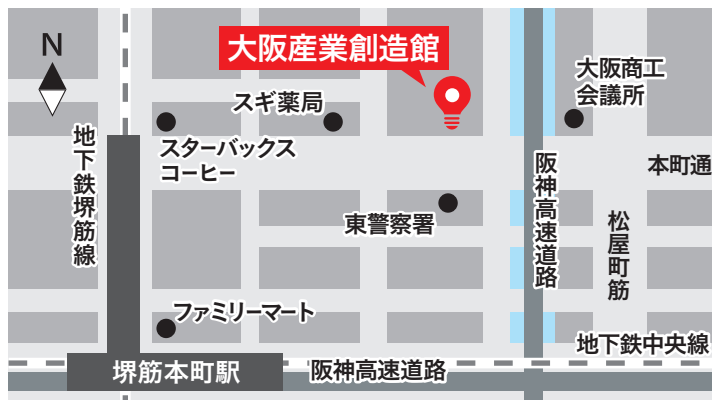 N
大阪産業創造館
大阪商工
会議所
スギ薬局
スターバックス
コーヒー
地下鉄堺筋線
阪神高速道路
本町通
東警察署
松屋町筋
ファミリーマート
地下鉄中央線
堺筋本町駅
阪神高速道路